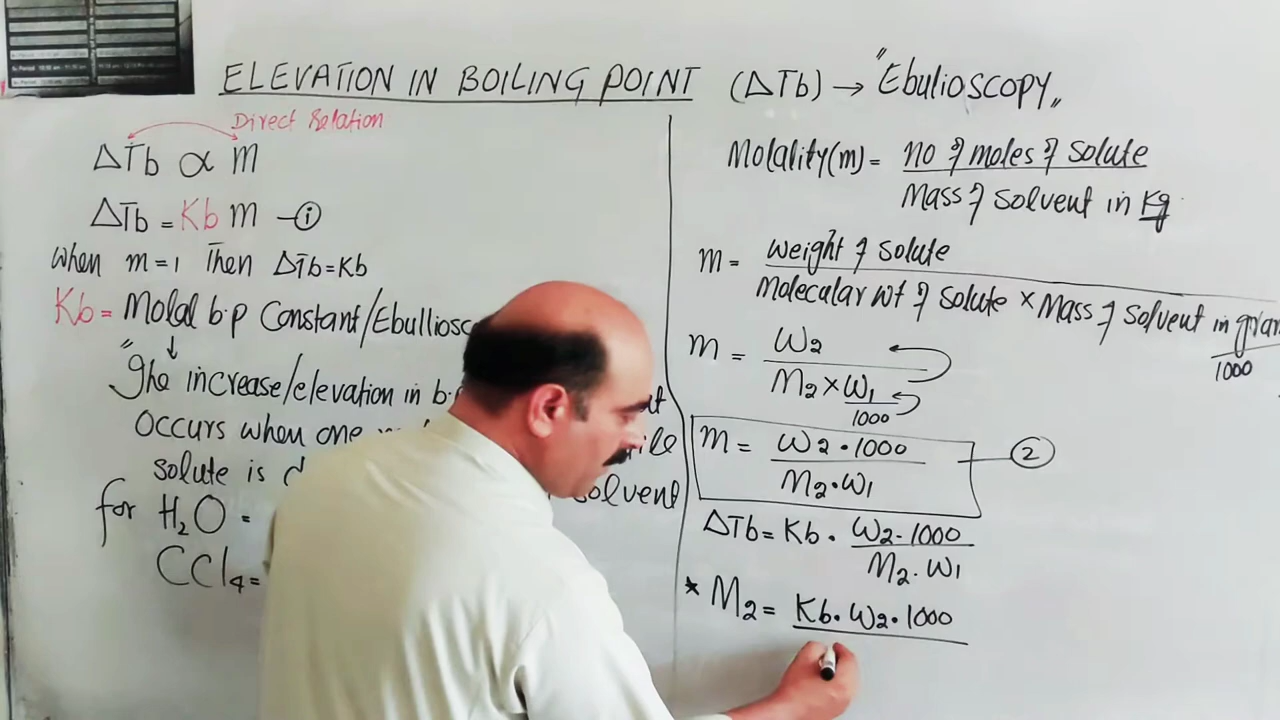 ELEVATION IN BOILING POINT (ΔTb) → "Ebulioscopy"
Direct Relation
ΔTb ∝ m
ΔTb = Kb m — (i)
when m=1 Then ΔTb=Kb
Kb = Molal b.p Constant/Ebulliosc
"The increase/elevation in b.
occurs when one
solute is d solvent
for H₂O =
CCl₄ =
Molality(m) = no of moles of solute
Mass of solvent in Kg
m = weight of solute
Molecular wt of solute × Mass of solvent in gram
1000
m = W₂
M₂ × W₁
1000
m = W₂ · 1000 — (2)
M₂ · W₁
ΔTb = Kb · W₂ · 1000
M₂ · W₁
* M₂ = Kb · W₂ · 1000